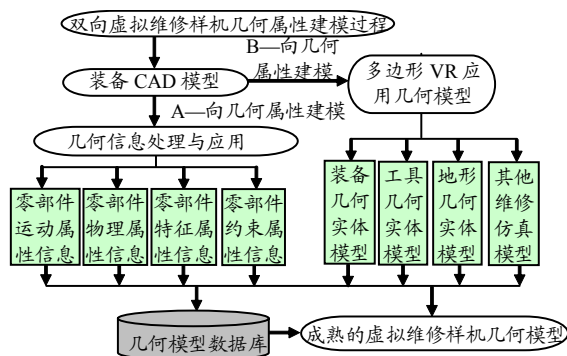 双向虚拟维修样机几何属性建模过程
B—向几何
属性建模
装备 CAD 模型
多边形 VR 应
用几何模型
A—向几何属性建模
几何信息处理与应用
零部件
运动属
性信息
零部件
物理属
性信息
零部件
特征属
性信息
零部件
约束属
性信息
装备
几何
实体
模型
工具
几何
实体
模型
地形
几何
实体
模型
其他
维修
仿真
模型
几何模型数据库
成熟的虚拟维修样机几何模型